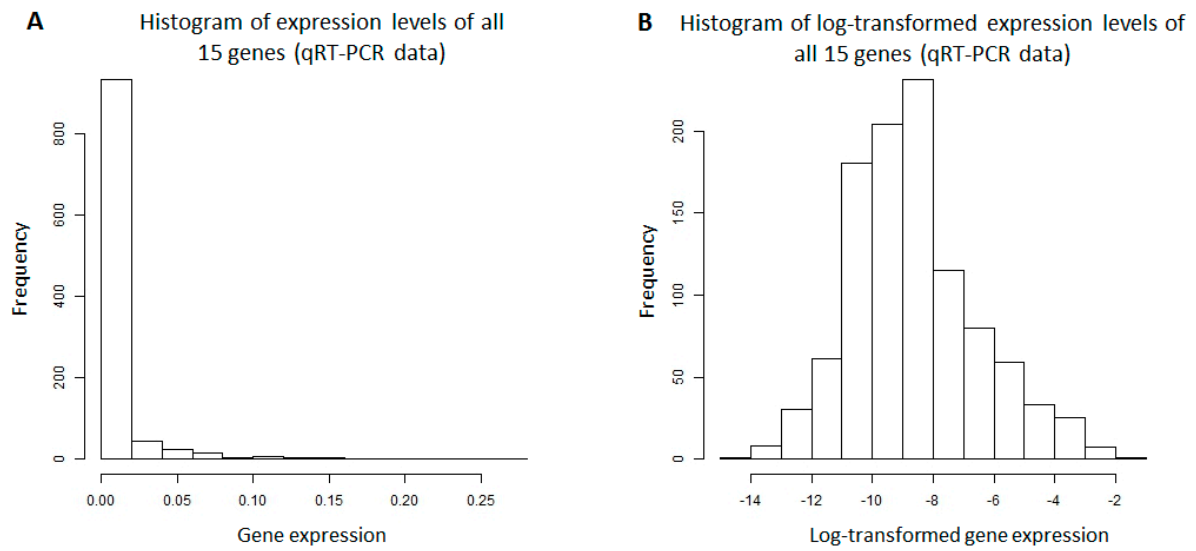 A
Histogram of expression levels of all
15 genes (qRT-PCR data)
800
600
400
200
0
Frequency
0.00 0.05 0.10 0.15 0.20 0.25
Gene expression
B
Histogram of log-transformed expression levels of
all 15 genes (qRT-PCR data)
200
150
100
50
0
Frequency
-14 -12 -10 -8 -6 -4 -2
Log-transformed gene expression